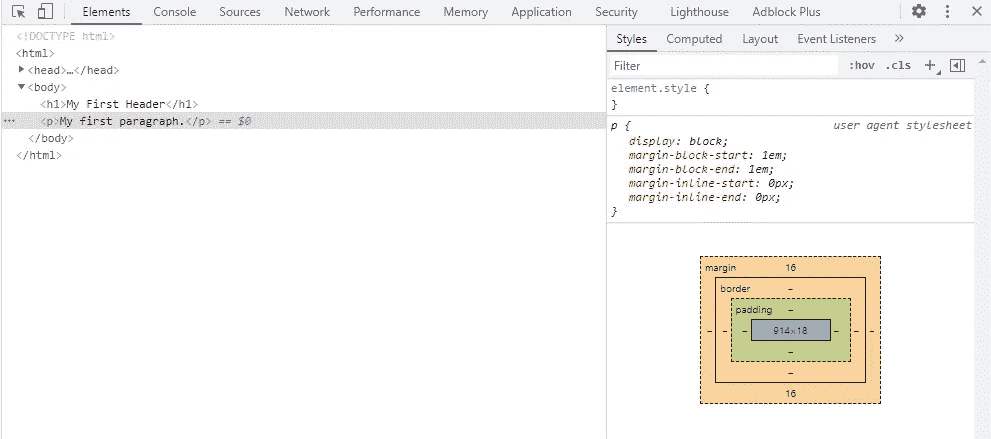 Elements Console Sources Network Performance Memory Application Security Lighthouse Adblock Plus
<!DOCTYPE html>
<html>
<head>…</head>
<body>
<h1>My First Header</h1>
<p>My first paragraph.</p> == $0
</body>
</html>
Styles Computed Layout Event Listeners »
Filter :hov .cls +
element.style {
}
p { user agent stylesheet
display: block;
margin-block-start: 1em;
margin-block-end: 1em;
margin-inline-start: 0px;
margin-inline-end: 0px;
}
margin 16
border –
padding –
– – – 914×18 – – –
–
–
16